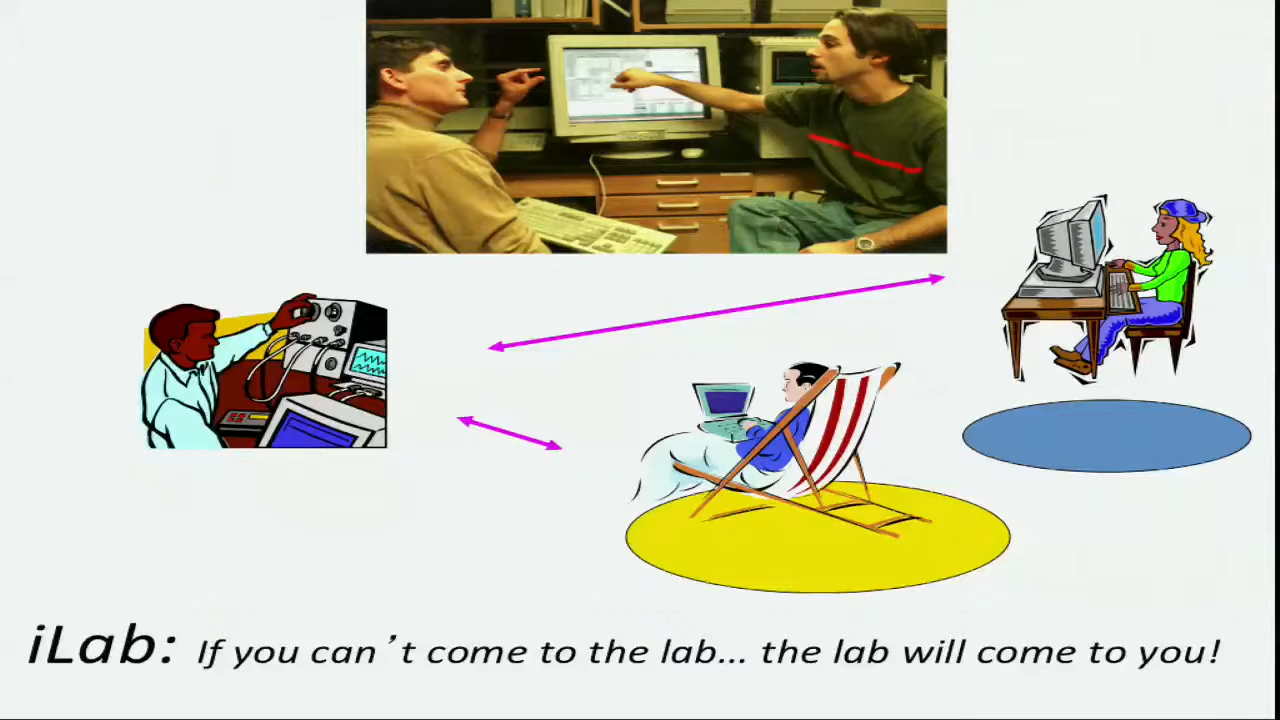 iLab: If you can’t come to the lab... the lab will come to you!